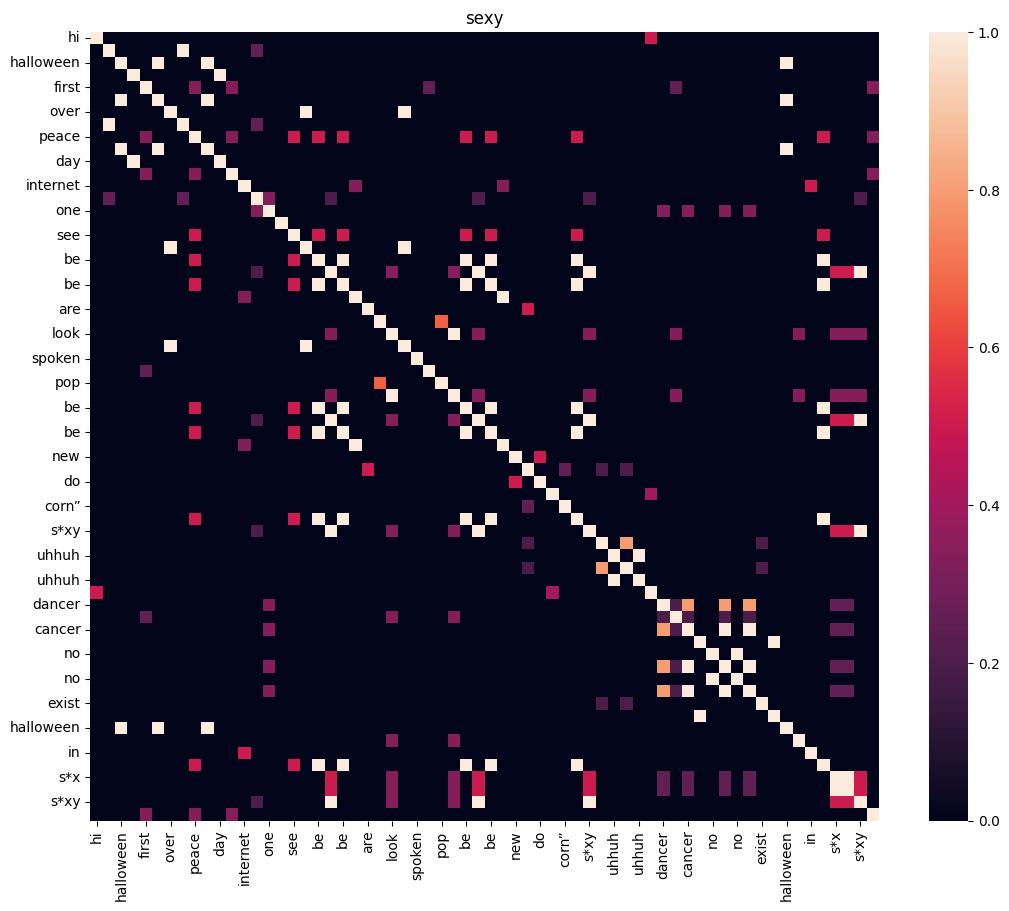 sexy
hi
halloween
first
over
peace
day
internet
one
see
be
be
are
look
spoken
pop
be
be
new
do
corn”
s*xy
uhhuh
uhhuh
dancer
cancer
no
no
exist
halloween
in
s*x
s*xy
1.0
0.8
0.6
0.4
0.2
0.0
hi
halloween
first
over
peace
day
internet
one
see
be
be
are
look
spoken
pop
be
be
new
do
corn”
s*xy
uhhuh
uhhuh
dancer
cancer
no
no
exist
halloween
in
s*x
s*xy